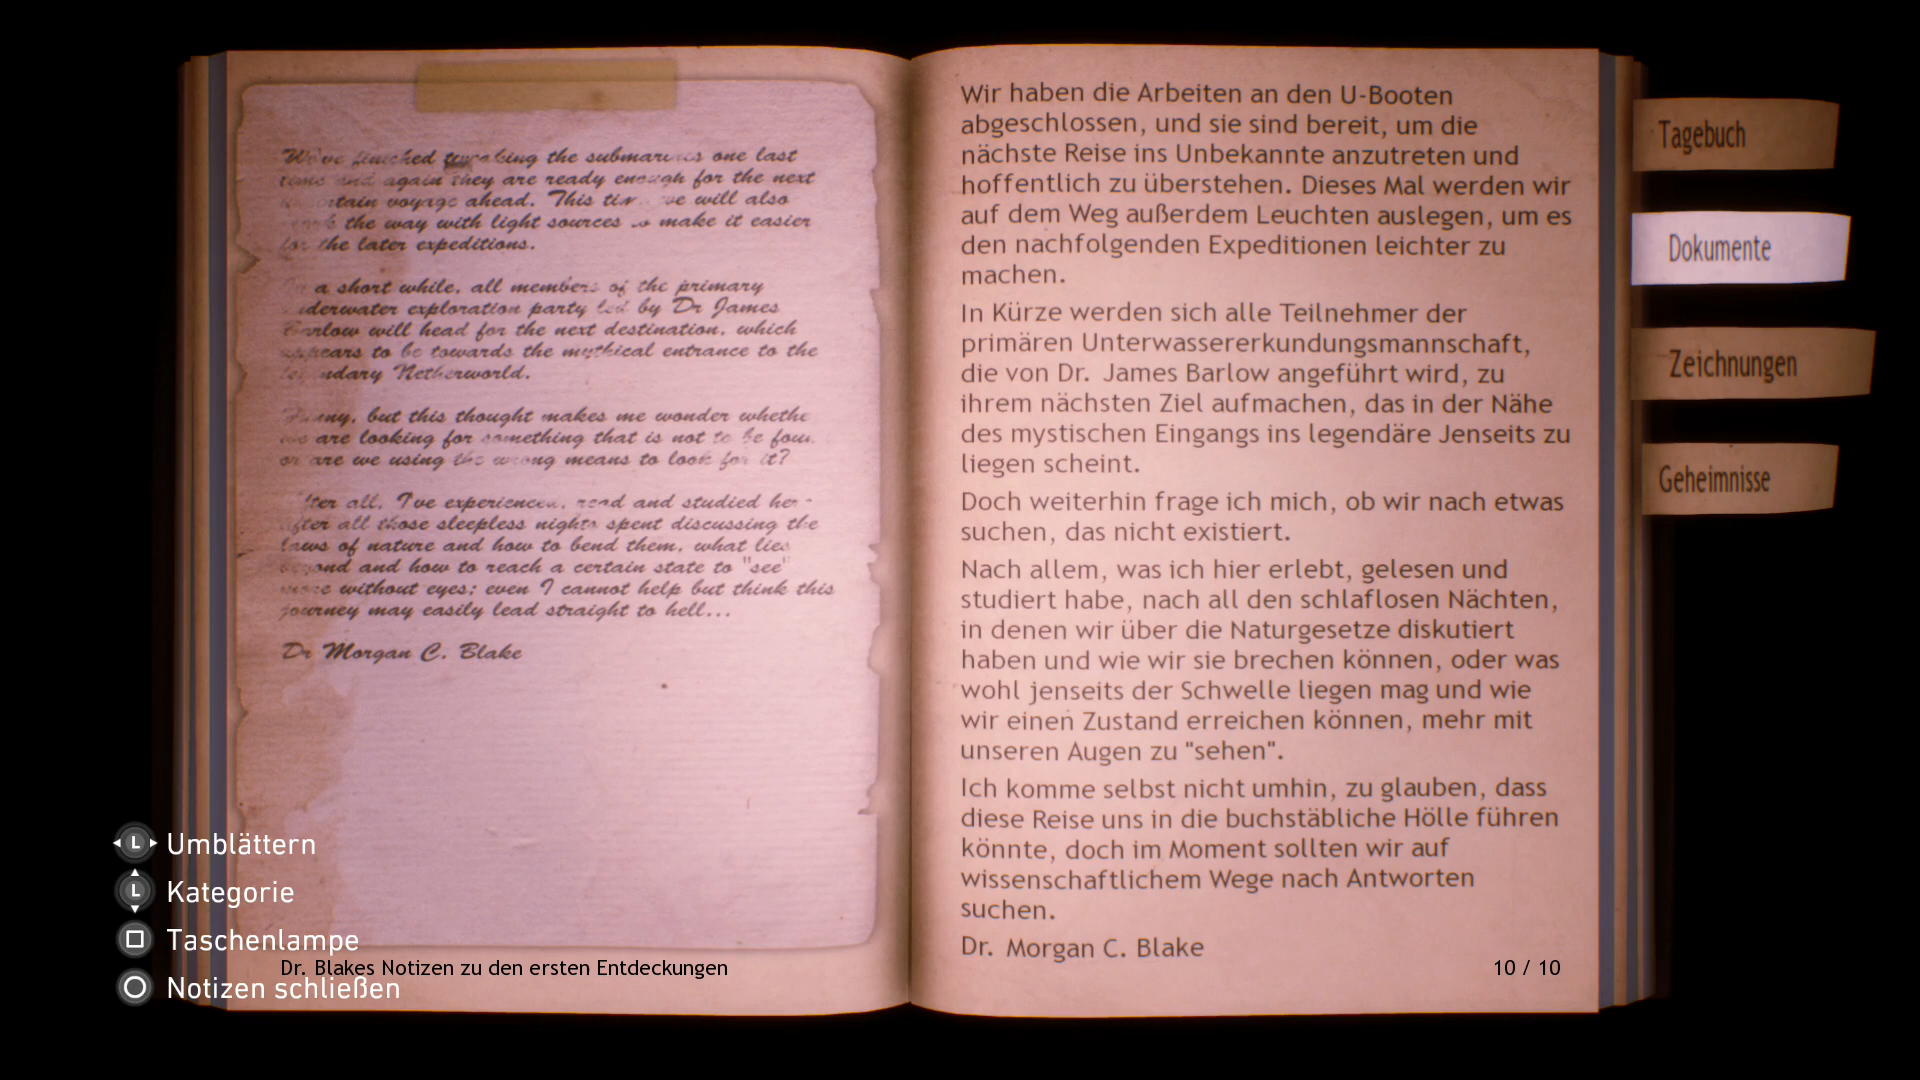 We've finished tweaking the submarines one last
time and again they are ready enough for the next
voyage ahead. This we will also
the way with light sources to make it easier
for the later expeditions.
a short while, all members of the primary
underwater exploration party led by Dr James
Barlow will head for the next destination, which
appears to be towards the mythical entrance to the
legendary Netherworld.
Funny, but this thought makes me wonder whethe
we are looking for something that is not to be foun
or are we using the wrong means to look for it?
After all, I've experienced, read and studied here
after all those sleepless nights spent discussing the
laws of nature and how to bend them, what lies
beyond and how to reach a certain state to "see"
more without eyes; even I cannot help but think this
journey may easily lead straight to hell...
Dr Morgan C. Blake
Wir haben die Arbeiten an den U-Booten
abgeschlossen, und sie sind bereit, um die
nächste Reise ins Unbekannte anzutreten und
hoffentlich zu überstehen. Dieses Mal werden wir
auf dem Weg außerdem Leuchten auslegen, um es
den nachfolgenden Expeditionen leichter zu
machen.
In Kürze werden sich alle Teilnehmer der
primären Unterwassererkundungsmannschaft,
die von Dr. James Barlow angeführt wird, zu
ihrem nächsten Ziel aufmachen, das in der Nähe
des mystischen Eingangs ins legendäre Jenseits zu
liegen scheint.
Doch weiterhin frage ich mich, ob wir nach etwas
suchen, das nicht existiert.
Nach allem, was ich hier erlebt, gelesen und
studiert habe, nach all den schlaflosen Nächten,
in denen wir über die Naturgesetze diskutiert
haben und wie wir sie brechen können, oder was
wohl jenseits der Schwelle liegen mag und wie
wir einen Zustand erreichen können, mehr mit
unseren Augen zu "sehen".
Ich komme selbst nicht umhin, zu glauben, dass
diese Reise uns in die buchstäbliche Hölle führen
könnte, doch im Moment sollten wir auf
wissenschaftlichem Wege nach Antworten
suchen.
Dr. Morgan C. Blake
Tagebuch
Dokumente
Zeichnungen
Geheimnisse
L Umblättern
L Kategorie
Taschenlampe
Notizen schließen
Dr. Blakes Notizen zu den ersten Entdeckungen
10 / 10